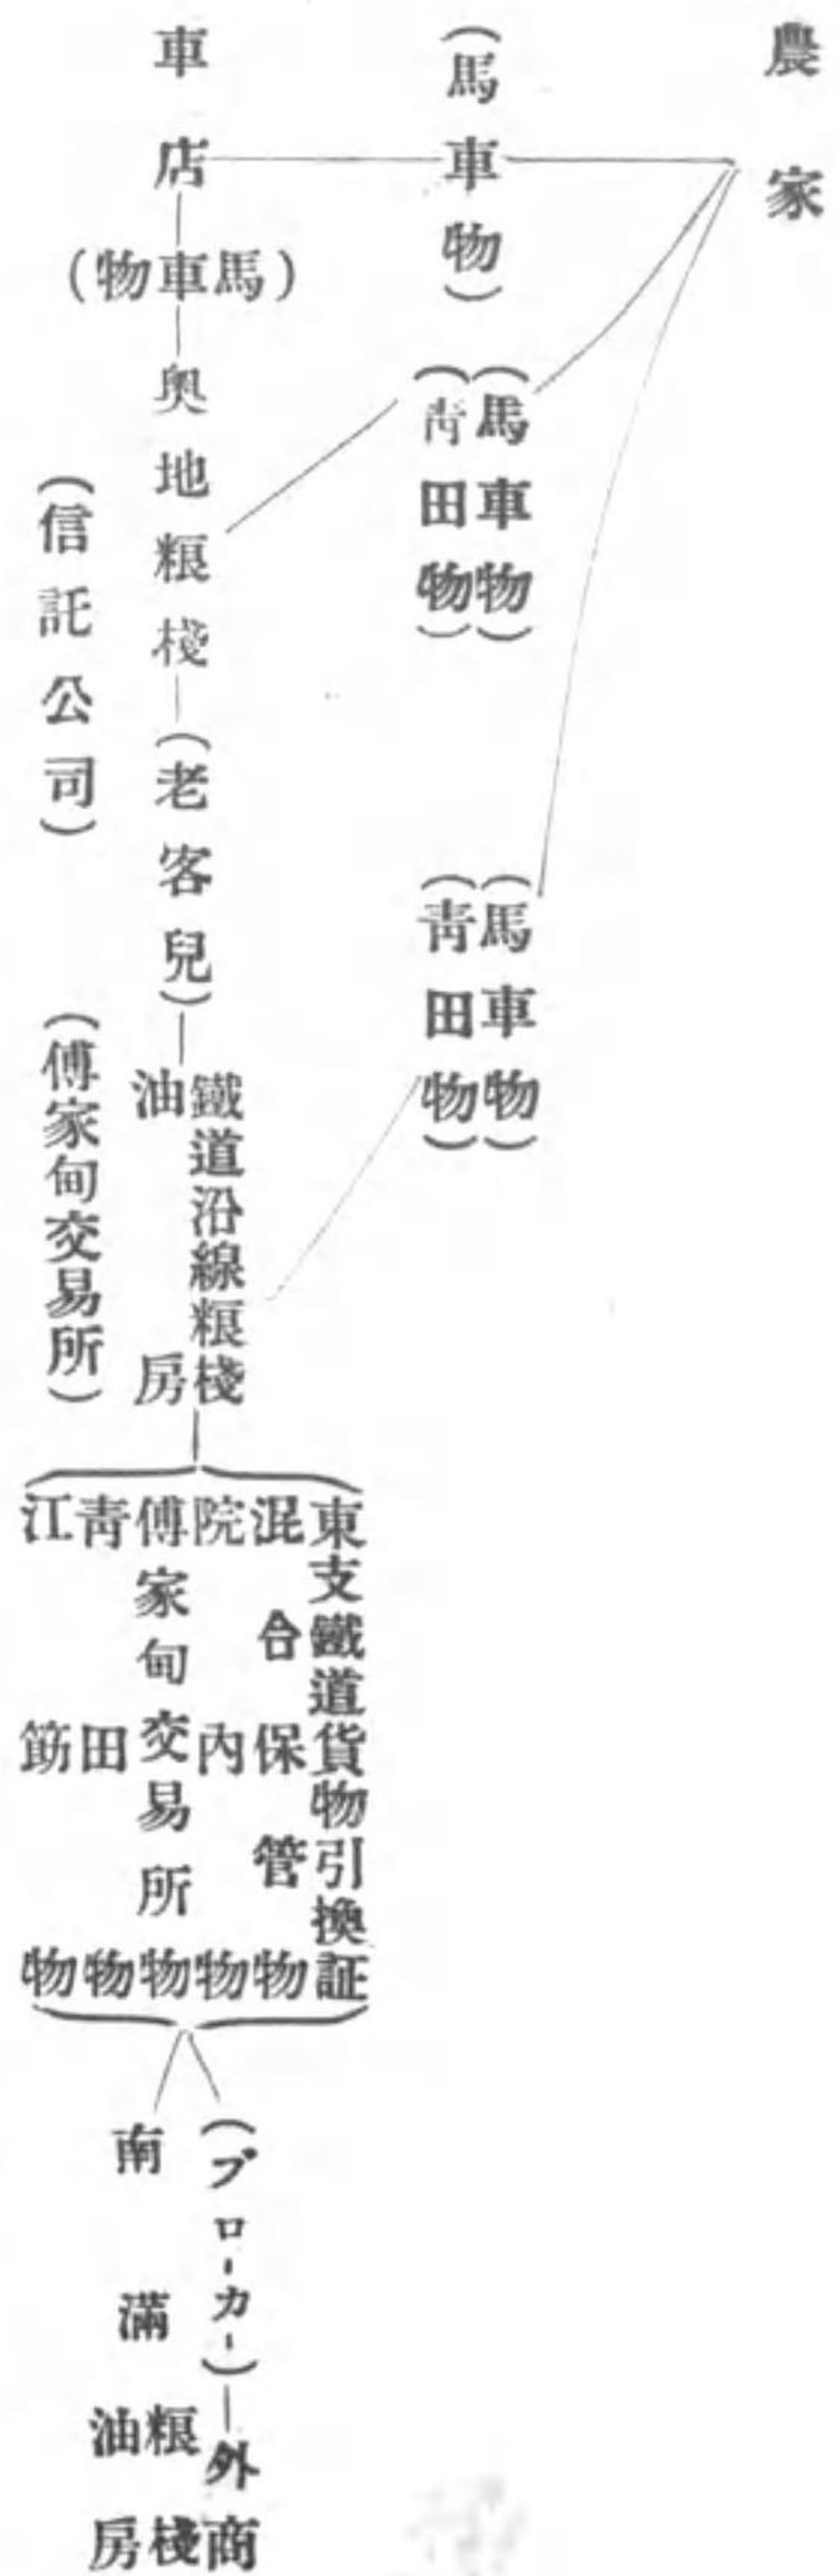 農家
(馬車物)
(馬車物)
(青田物)
(馬車物)
(青田物)
車店
(馬車物)
奥地粮棧
(老客兒)
鐵道沿線粮棧
油房
(信託公司)
(傅家甸交易所)
東支鐵道貨物引換証
混合保管物
院內物
傅家甸交易所物
青田物
江筋物
(ブローカー)
外商
南滿粮棧
油房